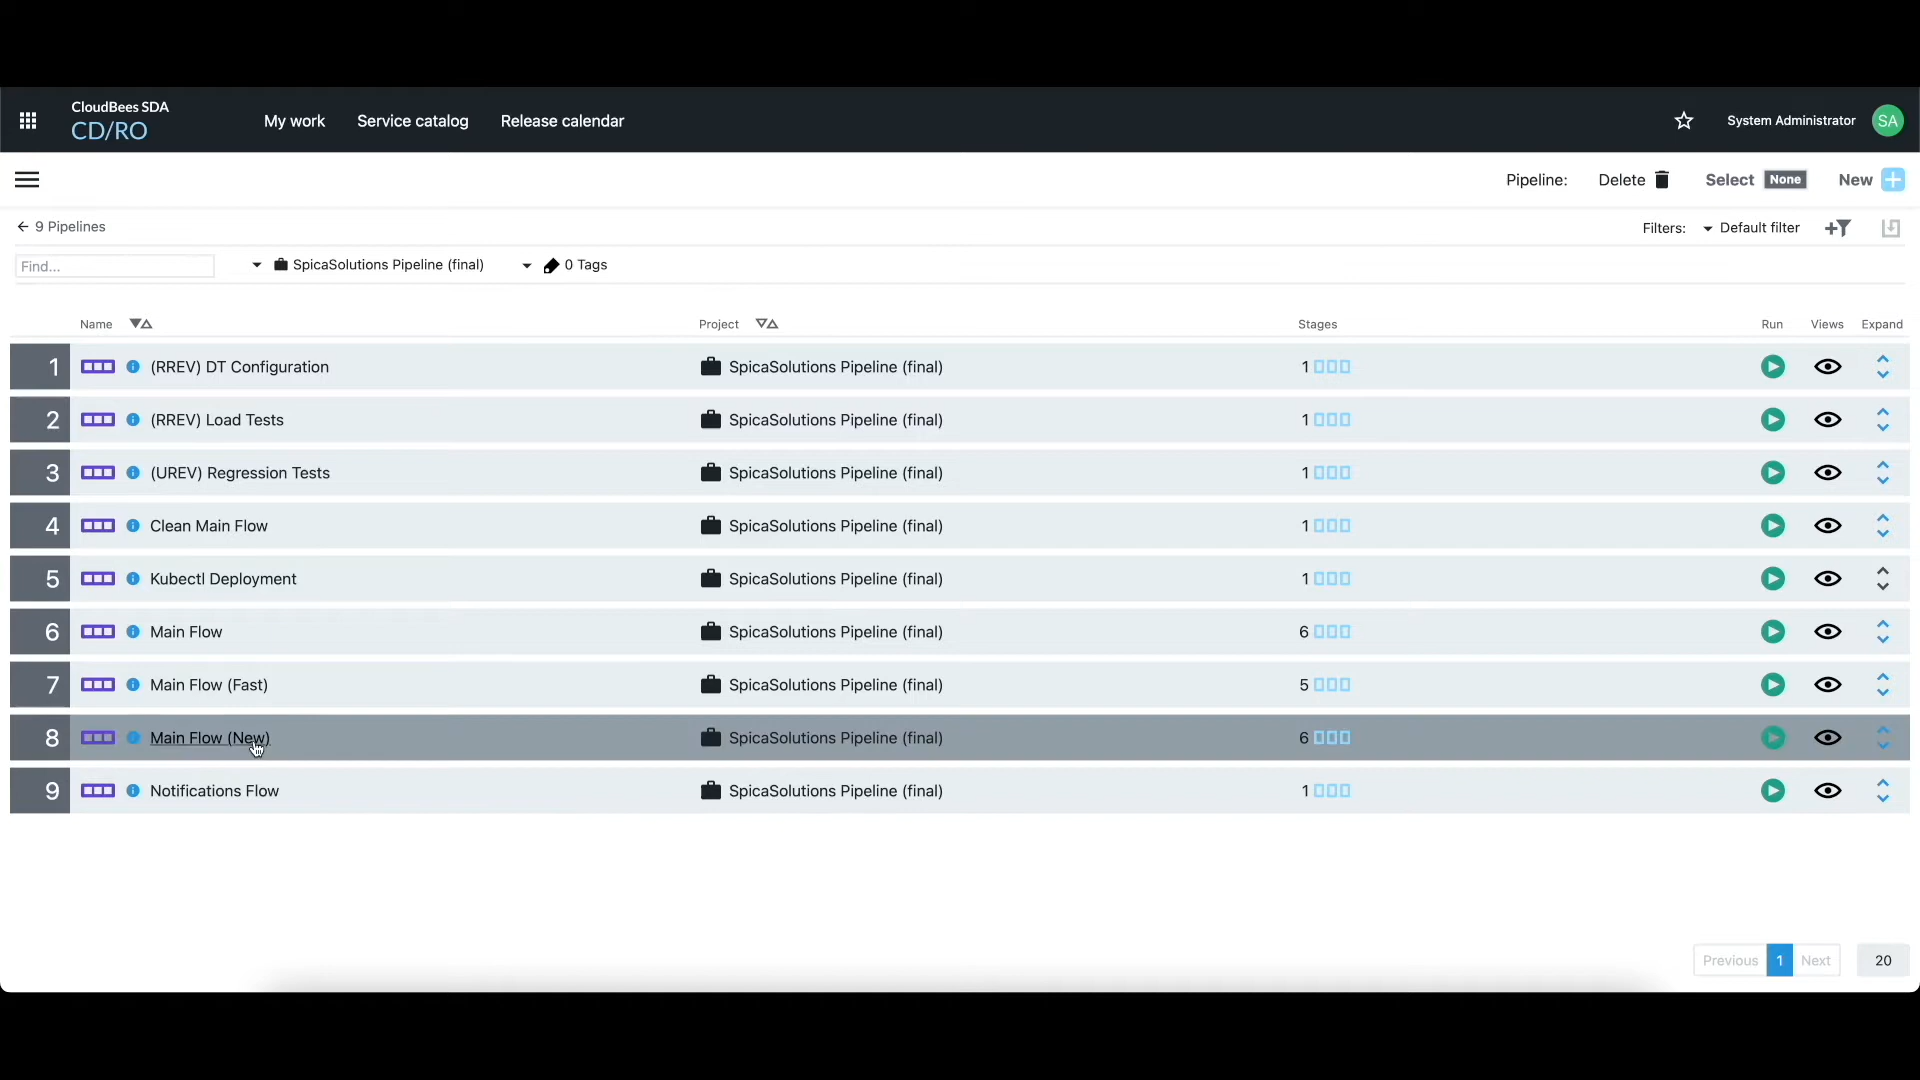 CloudBees SDA
CD/RO
My work Service catalog Release calendar
System Administrator SA
Pipeline: Delete Select None New
9 Pipelines
Filters: Default filter
Find... SpicaSolutions Pipeline (final) 0 Tags
Name Project Stages Run Views Expand
1 (RREV) DT Configuration SpicaSolutions Pipeline (final) 1
2 (RREV) Load Tests SpicaSolutions Pipeline (final) 1
3 (UREV) Regression Tests SpicaSolutions Pipeline (final) 1
4 Clean Main Flow SpicaSolutions Pipeline (final) 1
5 Kubectl Deployment SpicaSolutions Pipeline (final) 1
6 Main Flow SpicaSolutions Pipeline (final) 6
7 Main Flow (Fast) SpicaSolutions Pipeline (final) 5
8 Main Flow (New) SpicaSolutions Pipeline (final) 6
9 Notifications Flow SpicaSolutions Pipeline (final) 1
Previous 1 Next 20